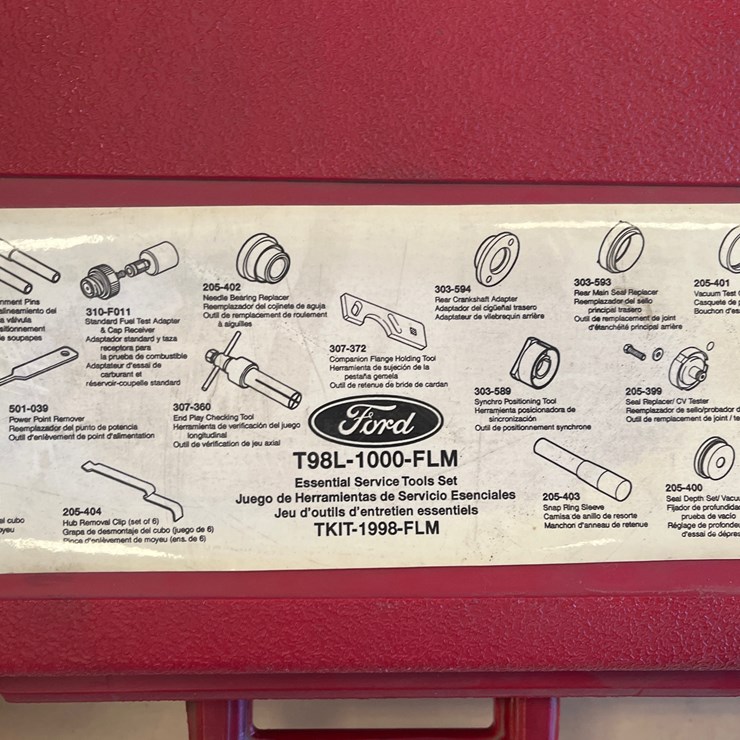 nment Pins
alineamiento del
a válvula
sitionnement
e soupapes
310-F011
Standard Fuel Test Adapter
& Cap Receiver
Adaptador standard y taza
receptora para
la prueba de combustible
Adaptateur d'essai de
carburant et
réservoir-coupelle standard
205-402
Needle Bearing Replacer
Reemplazador del cojinete de aguja
Outil de remplacement de roulement
à aiguilles
307-372
Companion Flange Holding Tool
Herramienta de sujeción de la
pestaña gemela
Outil de retenue de bride de cardan
303-594
Rear Crankshaft Adapter
Adaptador del cigüeñal trasero
Adaptateur de vilebrequin arrière
303-593
Rear Main Seal Replacer
Reemplazador del sello
principal trasero
Outil de remplacement de joint
d'étanchéité principal arrière
205-401
Vacuum Test C
Casquete de p
Bouchon d'ess
501-039
Power Point Remover
Reemplazador del punto de potencia
Outil d'enlèvement de point d'alimentation
307-360
End Play Checking Tool
Herramienta de verificación del juego
longitudinal
Outil de vérification de jeu axial
303-589
Synchro Positioning Tool
Herramienta posicionadora de
sincronización
Outil de positionnement synchrone
205-399
Seal Replacer/ CV Tester
Reemplazador de sello/probador d
Outil de remplacement de joint / te
Ford
T98L-1000-FLM
Essential Service Tools Set
Juego de Herramientas de Servicio Esenciales
Jeu d'outils d'entretien essentiels
TKIT-1998-FLM
el cubo
oyeu
205-404
Hub Removal Clip (set of 6)
Grapa de desmontaje del cubo (juego de 6)
Pince d'enlèvement de moyeu (ens. de 6)
205-403
Snap Ring Sleeve
Camisa de anillo de resorte
Manchon d'anneau de retenue
205-400
Seal Depth Set/ Vacuu
Fijador de profundidad
prueba de vacío
Réglage de profondeu
d'essai de dépres